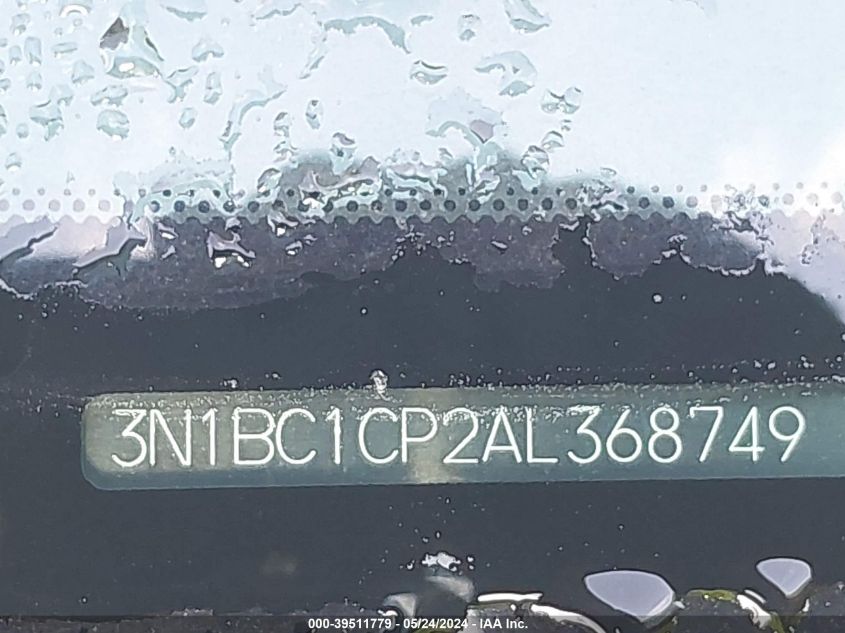 3N1BC1CP2AL368749
000-39511779 - 05/24/2024 - IAA Inc.